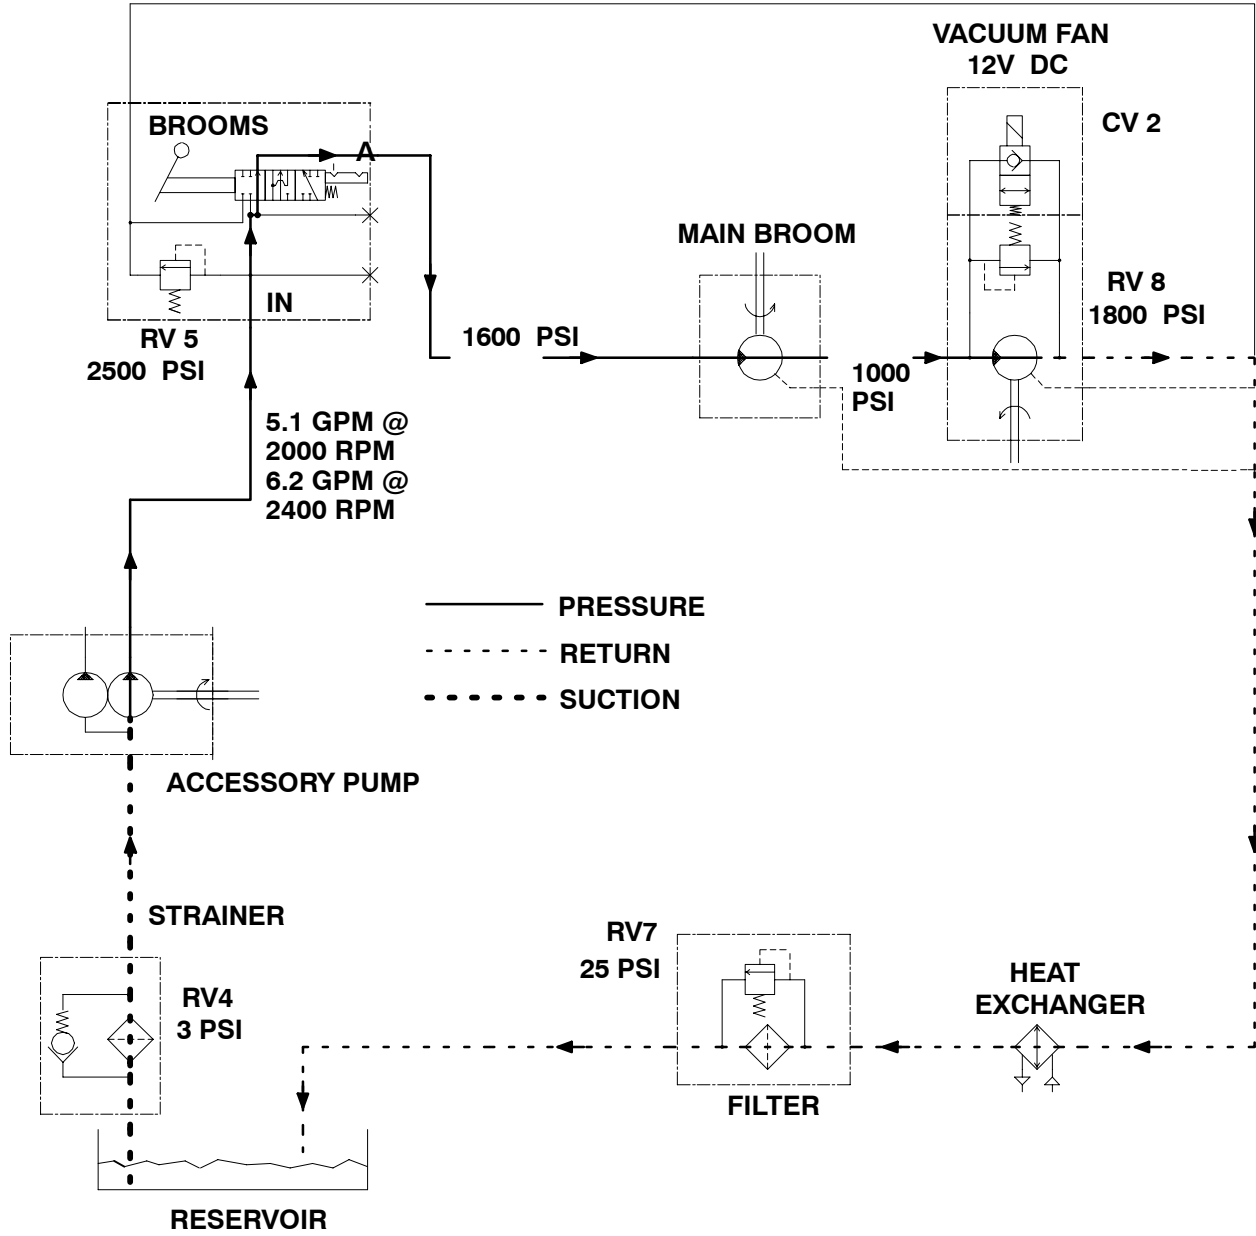 VACUUM FAN
12V DC
BROOMS
A
CV 2
MAIN BROOM
IN
RV 5
2500 PSI
1600 PSI
RV 8
1800 PSI
1000
PSI
5.1 GPM @
2000 RPM
6.2 GPM @
2400 RPM
PRESSURE
RETURN
SUCTION
ACCESSORY PUMP
STRAINER
RV4
3 PSI
RV7
25 PSI
HEAT
EXCHANGER
FILTER
RESERVOIR